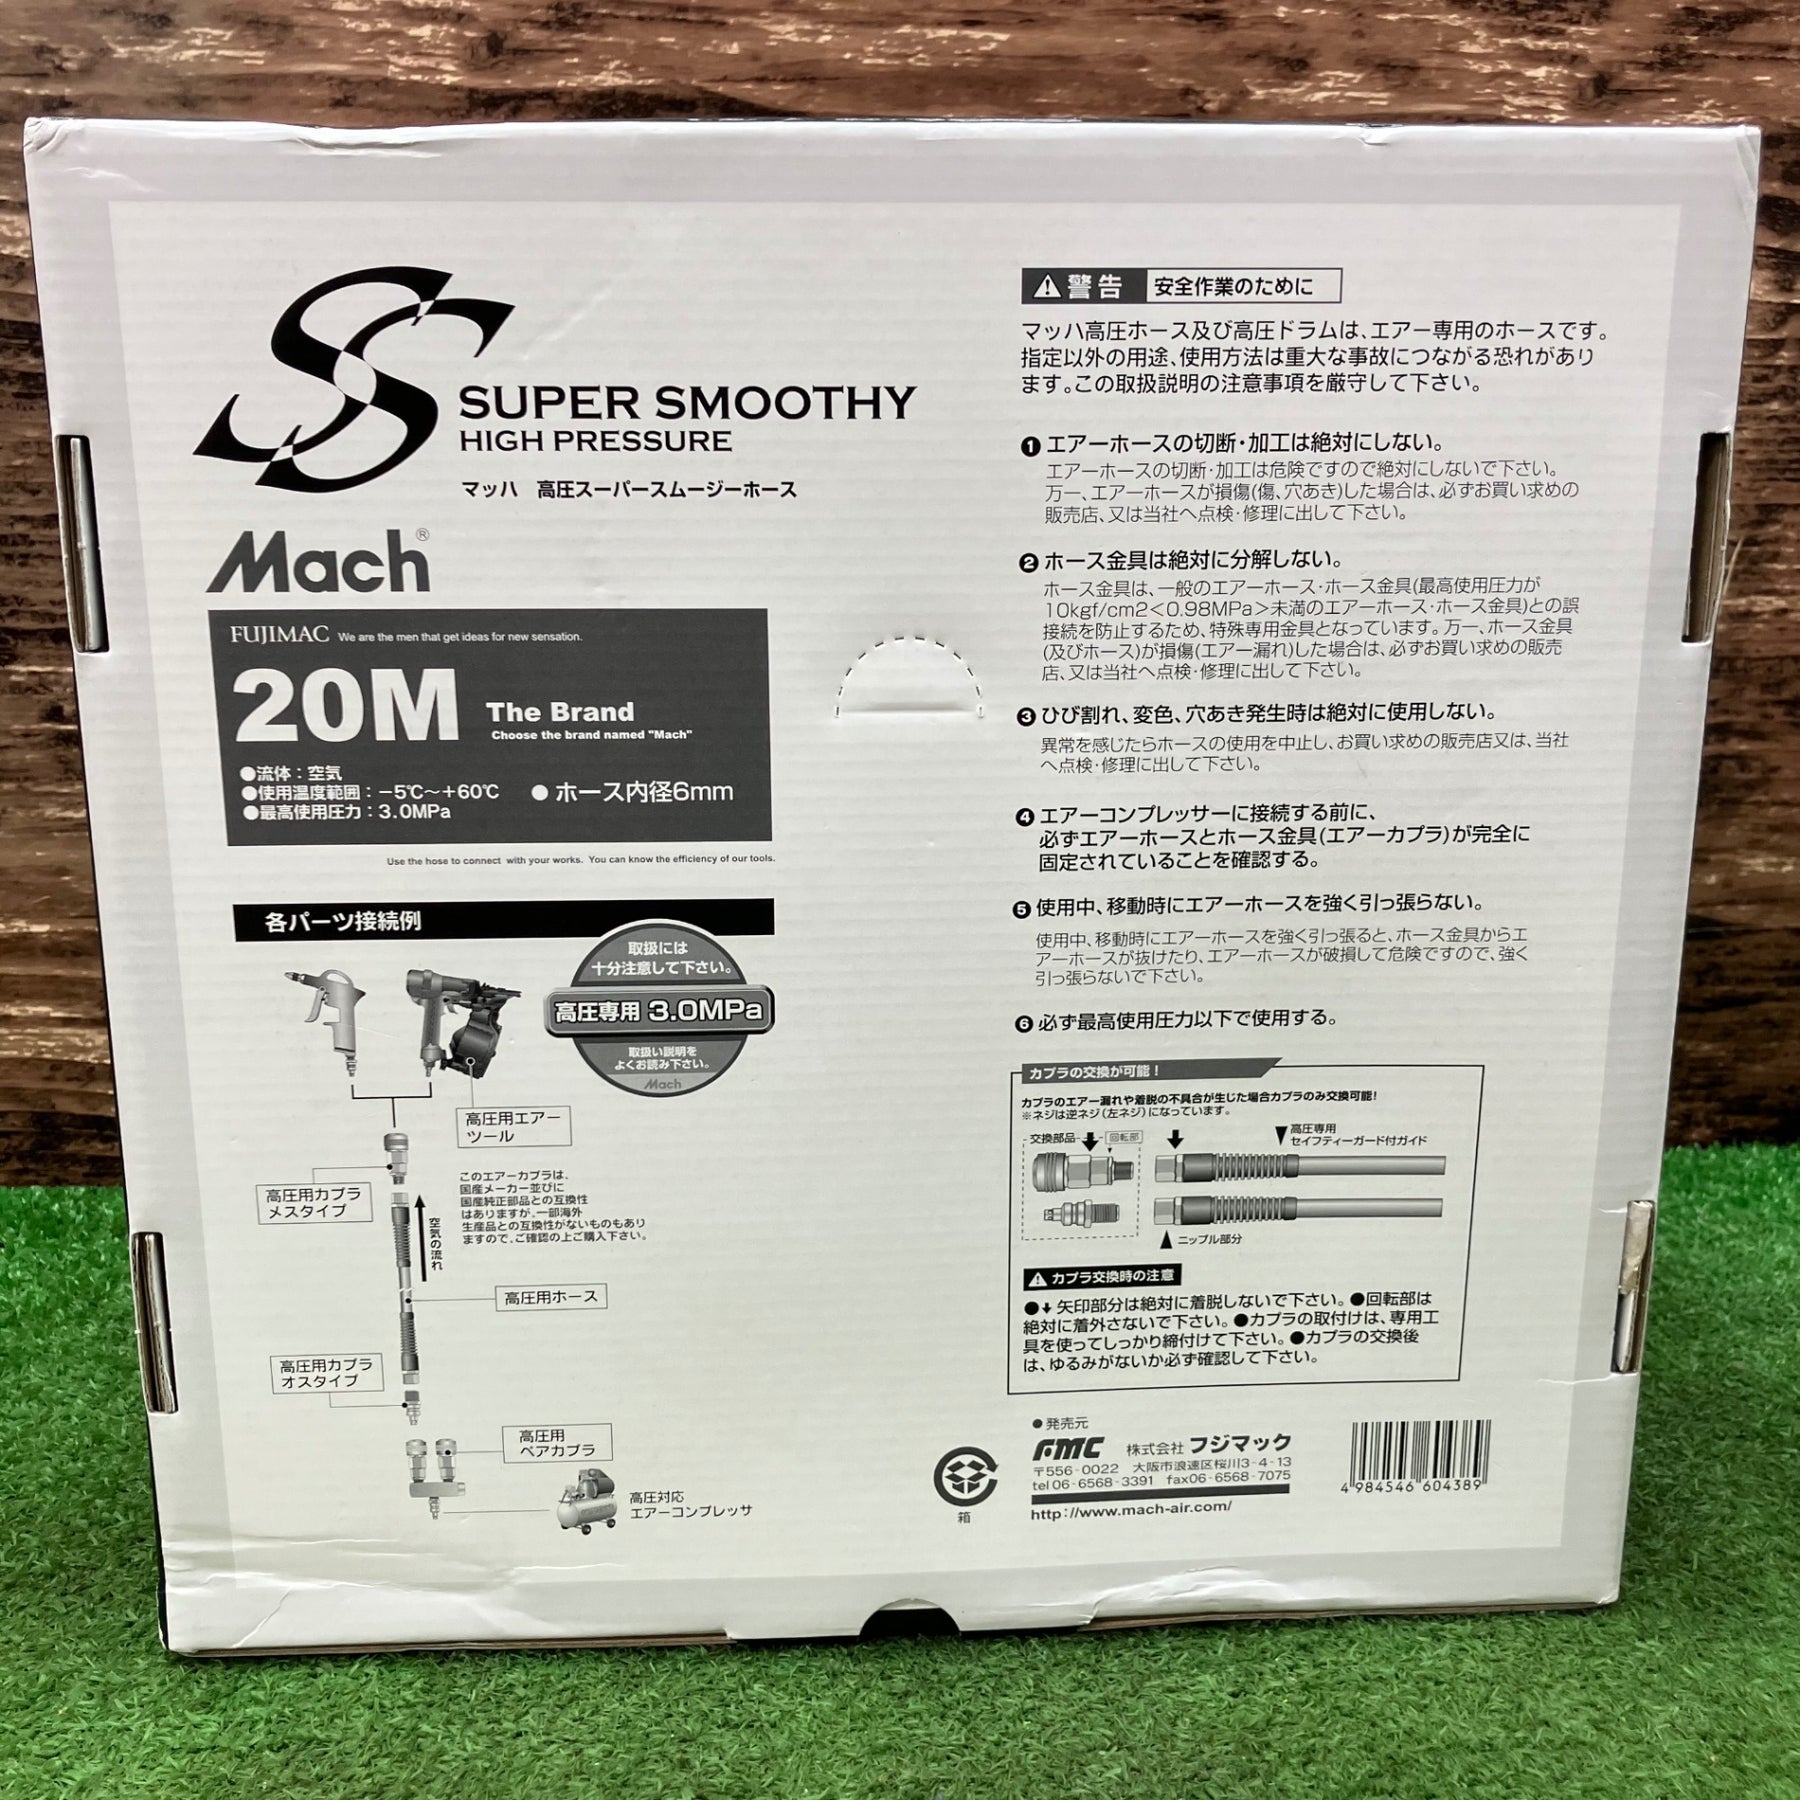 SUPER SMOOTHY
HIGH PRESSURE
マッハ 高圧スーパースムージーホース
Mach®
FUJIMAC We are the men that get ideas for new sensation.
20M The Brand
Choose the brand named "Mach"
●流体：空気
●使用温度範囲：−5℃〜＋60℃ ●ホース内径6mm
●最高使用圧力：3.0MPa
Use the hose to connect with your works. You can know the efficiency of our tools.
各パーツ接続例
取扱には
十分注意して下さい。
高圧専用 3.0MPa
取扱い説明を
よくお読み下さい。
Mach
高圧用エアー
ツール
高圧用カプラ
メスタイプ
このエアーカプラは、
国産メーカー並びに
国産純正部品との互換性
はありますが、一部海外
生産品との互換性がないものもあり
ますので、ご確認の上ご購入下さい。
空気の流れ
高圧用ホース
高圧用カプラ
オスタイプ
高圧用
ペアカプラ
高圧対応
エアーコンプレッサ
警告 安全作業のために
マッハ高圧ホース及び高圧ドラムは、エアー専用のホースです。
指定以外の用途、使用方法は重大な事故につながる恐れがあり
ます。この取扱説明の注意事項を厳守して下さい。
❶エアーホースの切断・加工は絶対にしない。
エアーホースの切断・加工は危険ですので絶対にしないで下さい。
万一、エアーホースが損傷(傷、穴あき)した場合は、必ずお買い求めの
販売店、又は当社へ点検・修理に出して下さい。
❷ホース金具は絶対に分解しない。
ホース金具は、一般のエアーホース・ホース金具(最高使用圧力が
10kgf/cm2＜0.98MPa＞未満のエアーホース・ホース金具)との誤
接続を防止するため、特殊専用金具となっています。万一、ホース金具
(及びホース)が損傷(エアー漏れ)した場合は、必ずお買い求めの販売
店、又は当社へ点検・修理に出して下さい。
❸ひび割れ、変色、穴あき発生時は絶対に使用しない。
異常を感じたらホースの使用を中止し、お買い求めの販売店又は、当社
へ点検・修理に出して下さい。
❹エアーコンプレッサーに接続する前に、
必ずエアーホースとホース金具(エアーカプラ)が完全に
固定されていることを確認する。
❺使用中、移動時にエアーホースを強く引っ張らない。
使用中、移動時にエアーホースを強く引っ張ると、ホース金具からエ
アーホースが抜けたり、エアーホースが破損して危険ですので、強く
引っ張らないで下さい。
❻必ず最高使用圧力以下で使用する。
カプラの交換が可能！
カプラのエアー漏れや着脱の不具合が生じた場合カプラのみ交換可能！
※ネジは逆ネジ(左ネジ)になっています。
交換部品 回転部
高圧専用
セイフティーガード付ガイド
ニップル部分
カプラ交換時の注意
●↓矢印部分は絶対に着脱しないで下さい。●回転部は
絶対に着外さないで下さい。●カプラの取付けは、専用工
具を使ってしっかり締付けて下さい。●カプラの交換後
は、ゆるみがないか必ず確認して下さい。
箱
●発売元
FMC 株式会社 フジマック
〒556-0022 大阪市浪速区桜川3-4-13
tel 06-6568-3391 fax06-6568-7075
http://www.mach-air.com/
4 984546 604389